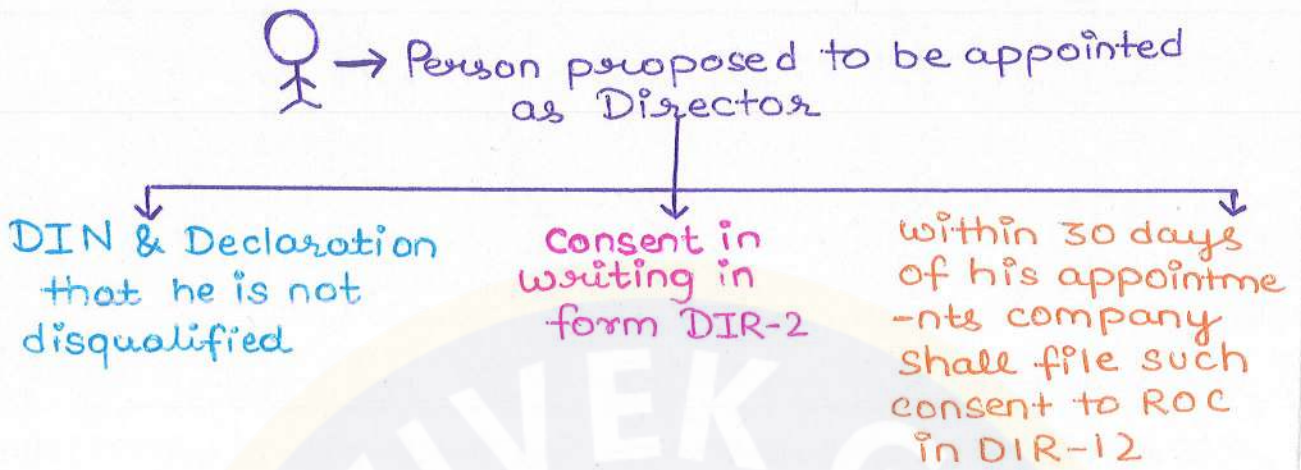 → Person proposed to be appointed
as Director
DIN & Declaration
that he is not
disqualified
Consent in
writing in
form DIR-2
within 30 days
of his appointme
-nts company
shall file such
consent to ROC
in DIR-12